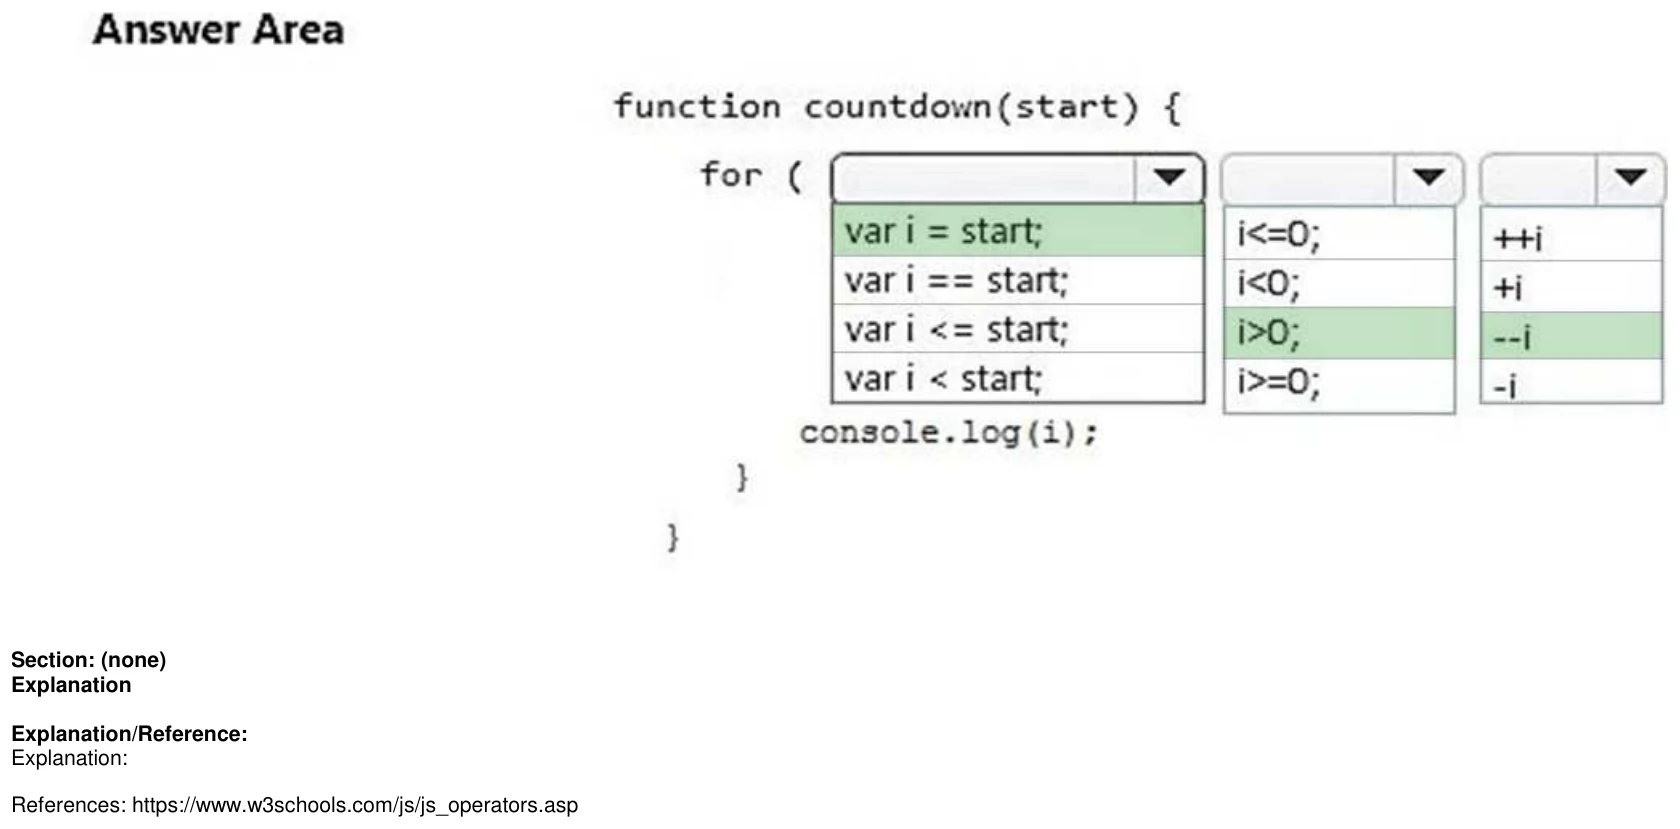 Answer Area
function countdown(start) {
for (
var i = start; i<=0; ++i
var i == start; i<0; +i
var i <= start; i>0; --i
var i < start; i>=0; -i
console.log(i);
}
}
Section: (none)
Explanation
Explanation/Reference:
Explanation:
References: https://www.w3schools.com/js/js_operators.asp